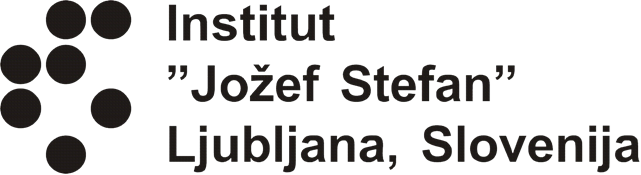 Institut
”Jožef Stefan”
Ljubljana, Slovenija